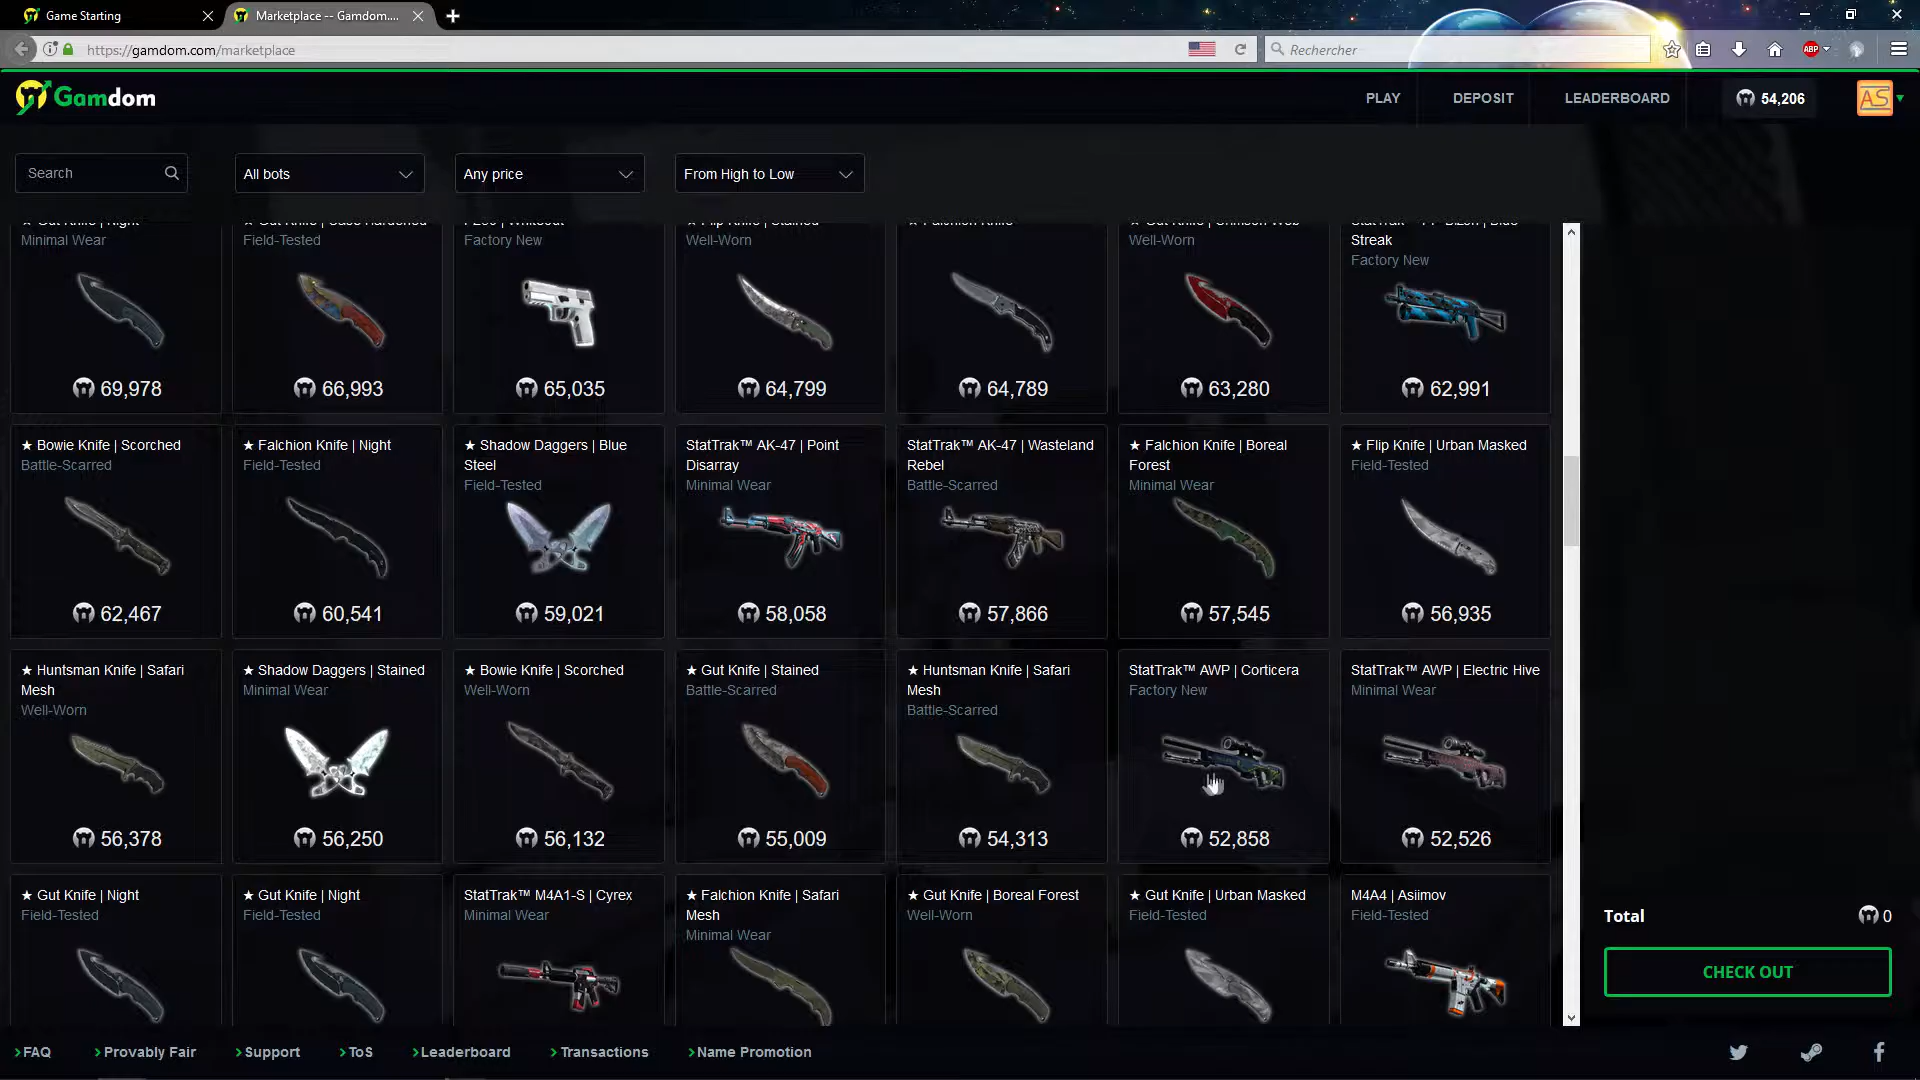 Game Starting
Marketplace -- Gamdom....
https://gamdom.com/marketplace
Rechercher
ABP
Gamdom
PLAY
DEPOSIT
LEADERBOARD
54,206
AS
Search
All bots
Any price
From High to Low
Minimal Wear
Field-Tested
Factory New
Well-Worn
Well-Worn
Streak
Factory New
69,978
66,993
65,035
64,799
64,789
63,280
62,991
★ Bowie Knife | Scorched
Battle-Scarred
★ Falchion Knife | Night
Field-Tested
★ Shadow Daggers | Blue
Steel
Field-Tested
StatTrak™ AK-47 | Point
Disarray
Minimal Wear
StatTrak™ AK-47 | Wasteland
Rebel
Battle-Scarred
★ Falchion Knife | Boreal
Forest
Minimal Wear
★ Flip Knife | Urban Masked
Field-Tested
62,467
60,541
59,021
58,058
57,866
57,545
56,935
★ Huntsman Knife | Safari
Mesh
Well-Worn
★ Shadow Daggers | Stained
Minimal Wear
★ Bowie Knife | Scorched
Well-Worn
★ Gut Knife | Stained
Battle-Scarred
★ Huntsman Knife | Safari
Mesh
Battle-Scarred
StatTrak™ AWP | Corticera
Factory New
StatTrak™ AWP | Electric Hive
Minimal Wear
56,378
56,250
56,132
55,009
54,313
52,858
52,526
★ Gut Knife | Night
Field-Tested
★ Gut Knife | Night
Field-Tested
StatTrak™ M4A1-S | Cyrex
Minimal Wear
★ Falchion Knife | Safari
Mesh
Minimal Wear
★ Gut Knife | Boreal Forest
Well-Worn
★ Gut Knife | Urban Masked
Field-Tested
M4A4 | Asiimov
Field-Tested
Total
0
CHECK OUT
FAQ
Provably Fair
Support
ToS
Leaderboard
Transactions
Name Promotion